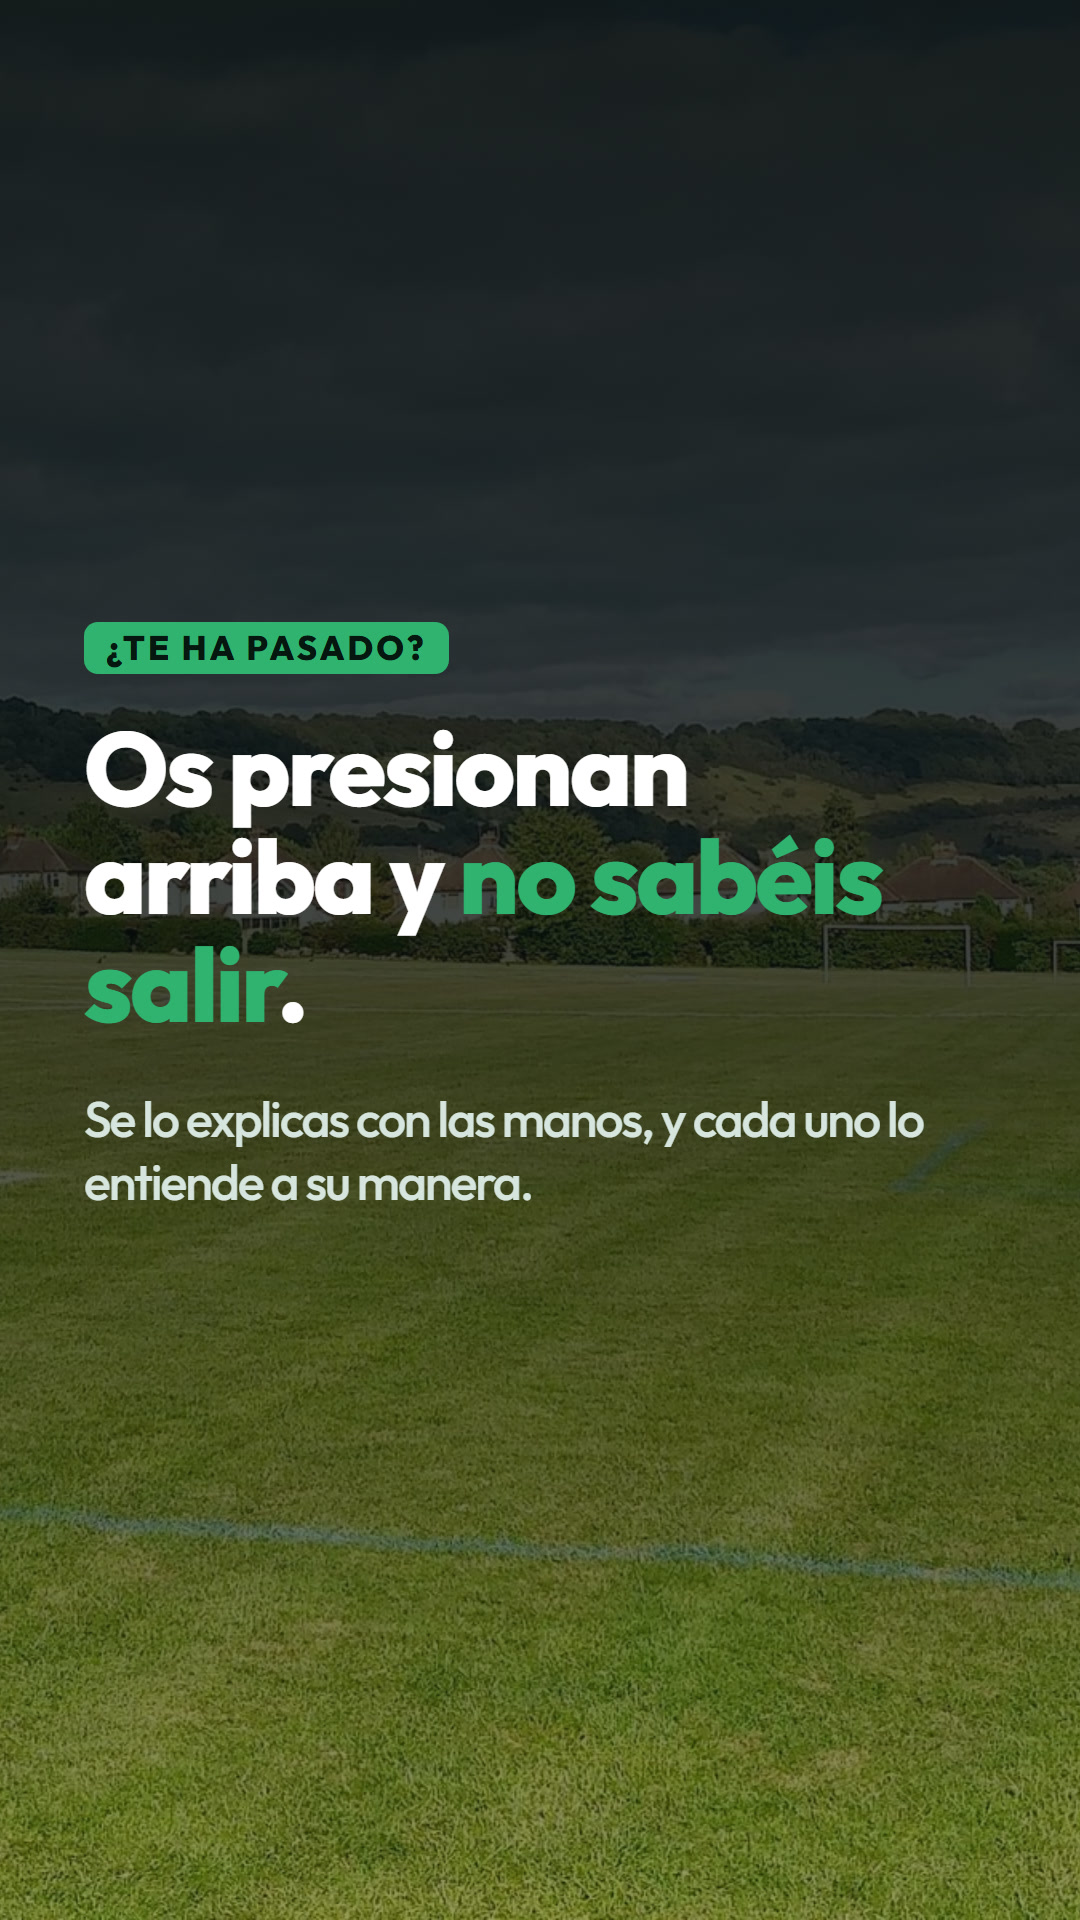 ¿TE HA PASADO?
Os presionan
arriba y no sabéis
salir.
Se lo explicas con las manos, y cada uno lo
entiende a su manera.